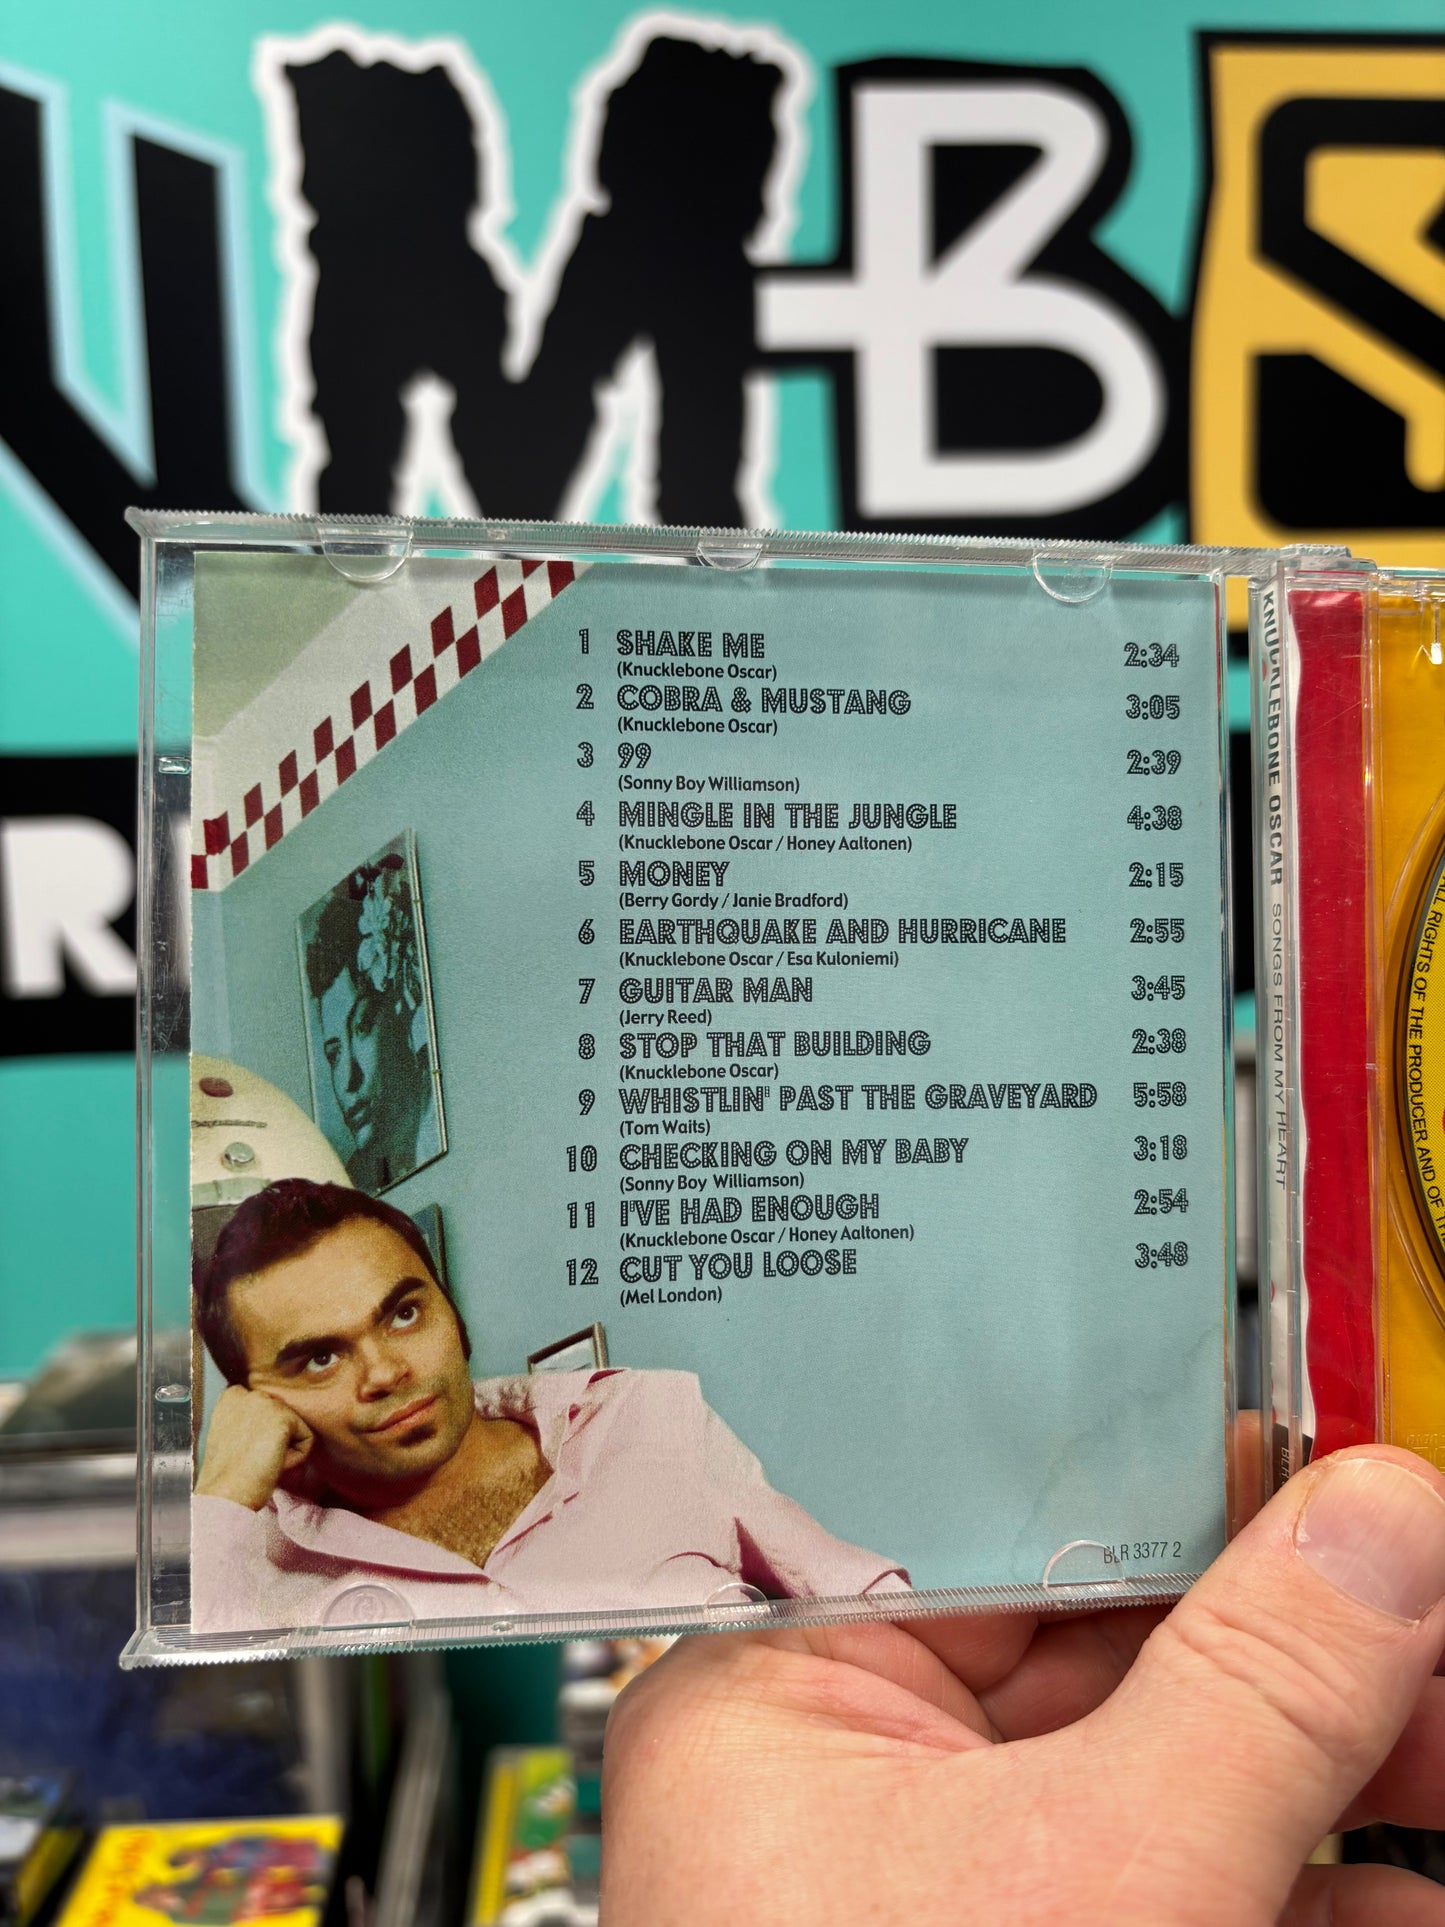 1 SHAKE ME 2:34
(Knucklebone Oscar)
2 COBRA & MUSTANG 3:05
(Knucklebone Oscar)
3 99 2:39
(Sonny Boy Williamson)
4 MINGLE IN THE JUNGLE 4:38
(Knucklebone Oscar / Honey Aaltonen)
5 MONEY 2:15
(Berry Gordy / Janie Bradford)
6 EARTHQUAKE AND HURRICANE 2:55
(Knucklebone Oscar / Esa Kuloniemi)
7 GUITAR MAN 3:45
(Jerry Reed)
8 STOP THAT BUILDING 2:38
(Knucklebone Oscar)
9 WHISTLIN' PAST THE GRAVEYARD 5:58
(Tom Waits)
10 CHECKING ON MY BABY 3:18
(Sonny Boy Williamson)
11 I'VE HAD ENOUGH 2:54
(Knucklebone Oscar / Honey Aaltonen)
12 CUT YOU LOOSE 3:48
(Mel London)
BLR 3377 2
KNUCKLEBONE OSCAR SONGS FROM MY HEART
ALL RIGHTS OF THE PRODUCER AND OF